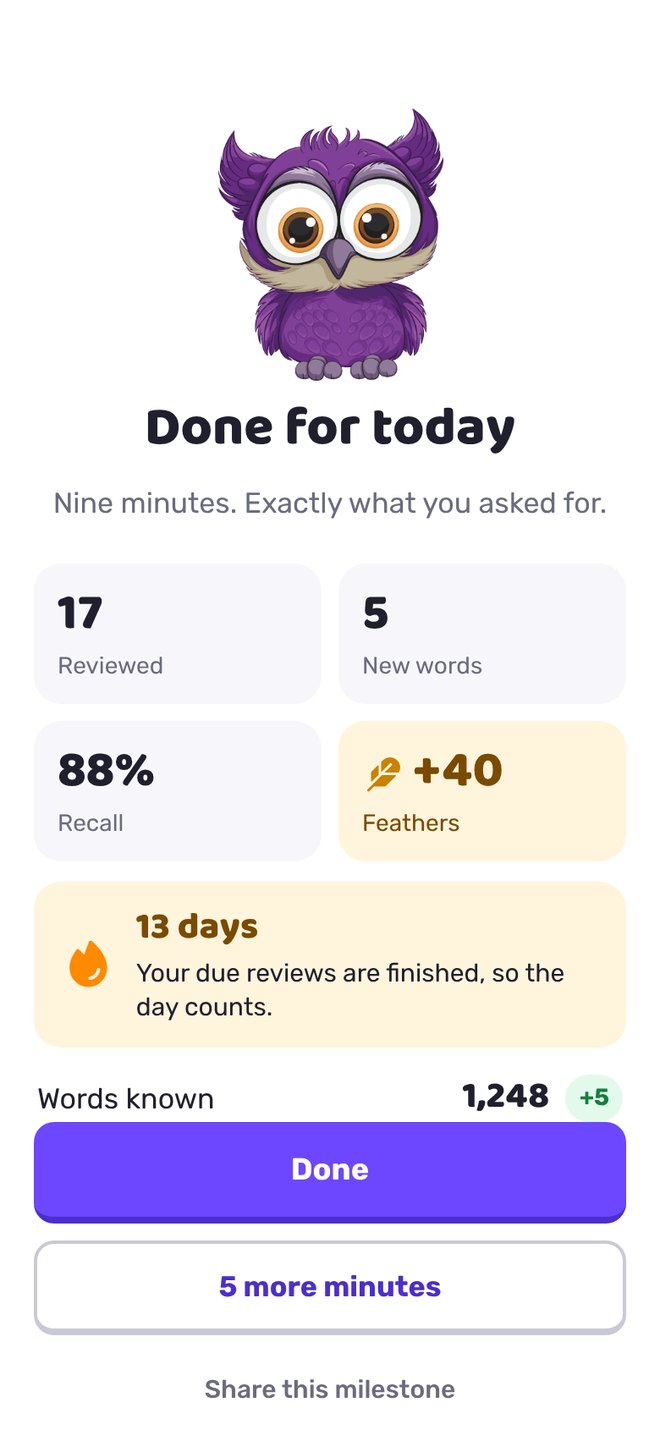 Done for today
Nine minutes. Exactly what you asked for.
17
Reviewed
5
New words
88%
Recall
+40
Feathers
13 days
Your due reviews are finished, so the
day counts.
Words known
1,248
+5
Done
5 more minutes
Share this milestone